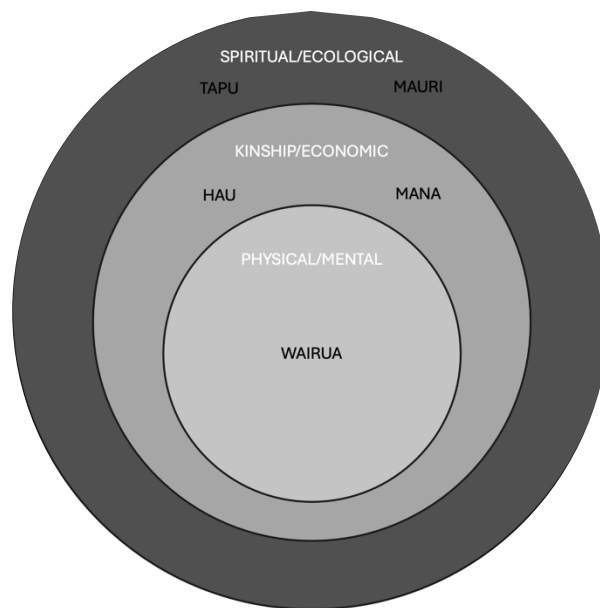 SPIRITUAL/ECOLOGICAL
TAPU MAURI
KINSHIP/ECONOMIC
HAU MANA
PHYSICAL/MENTAL
WAIRUA